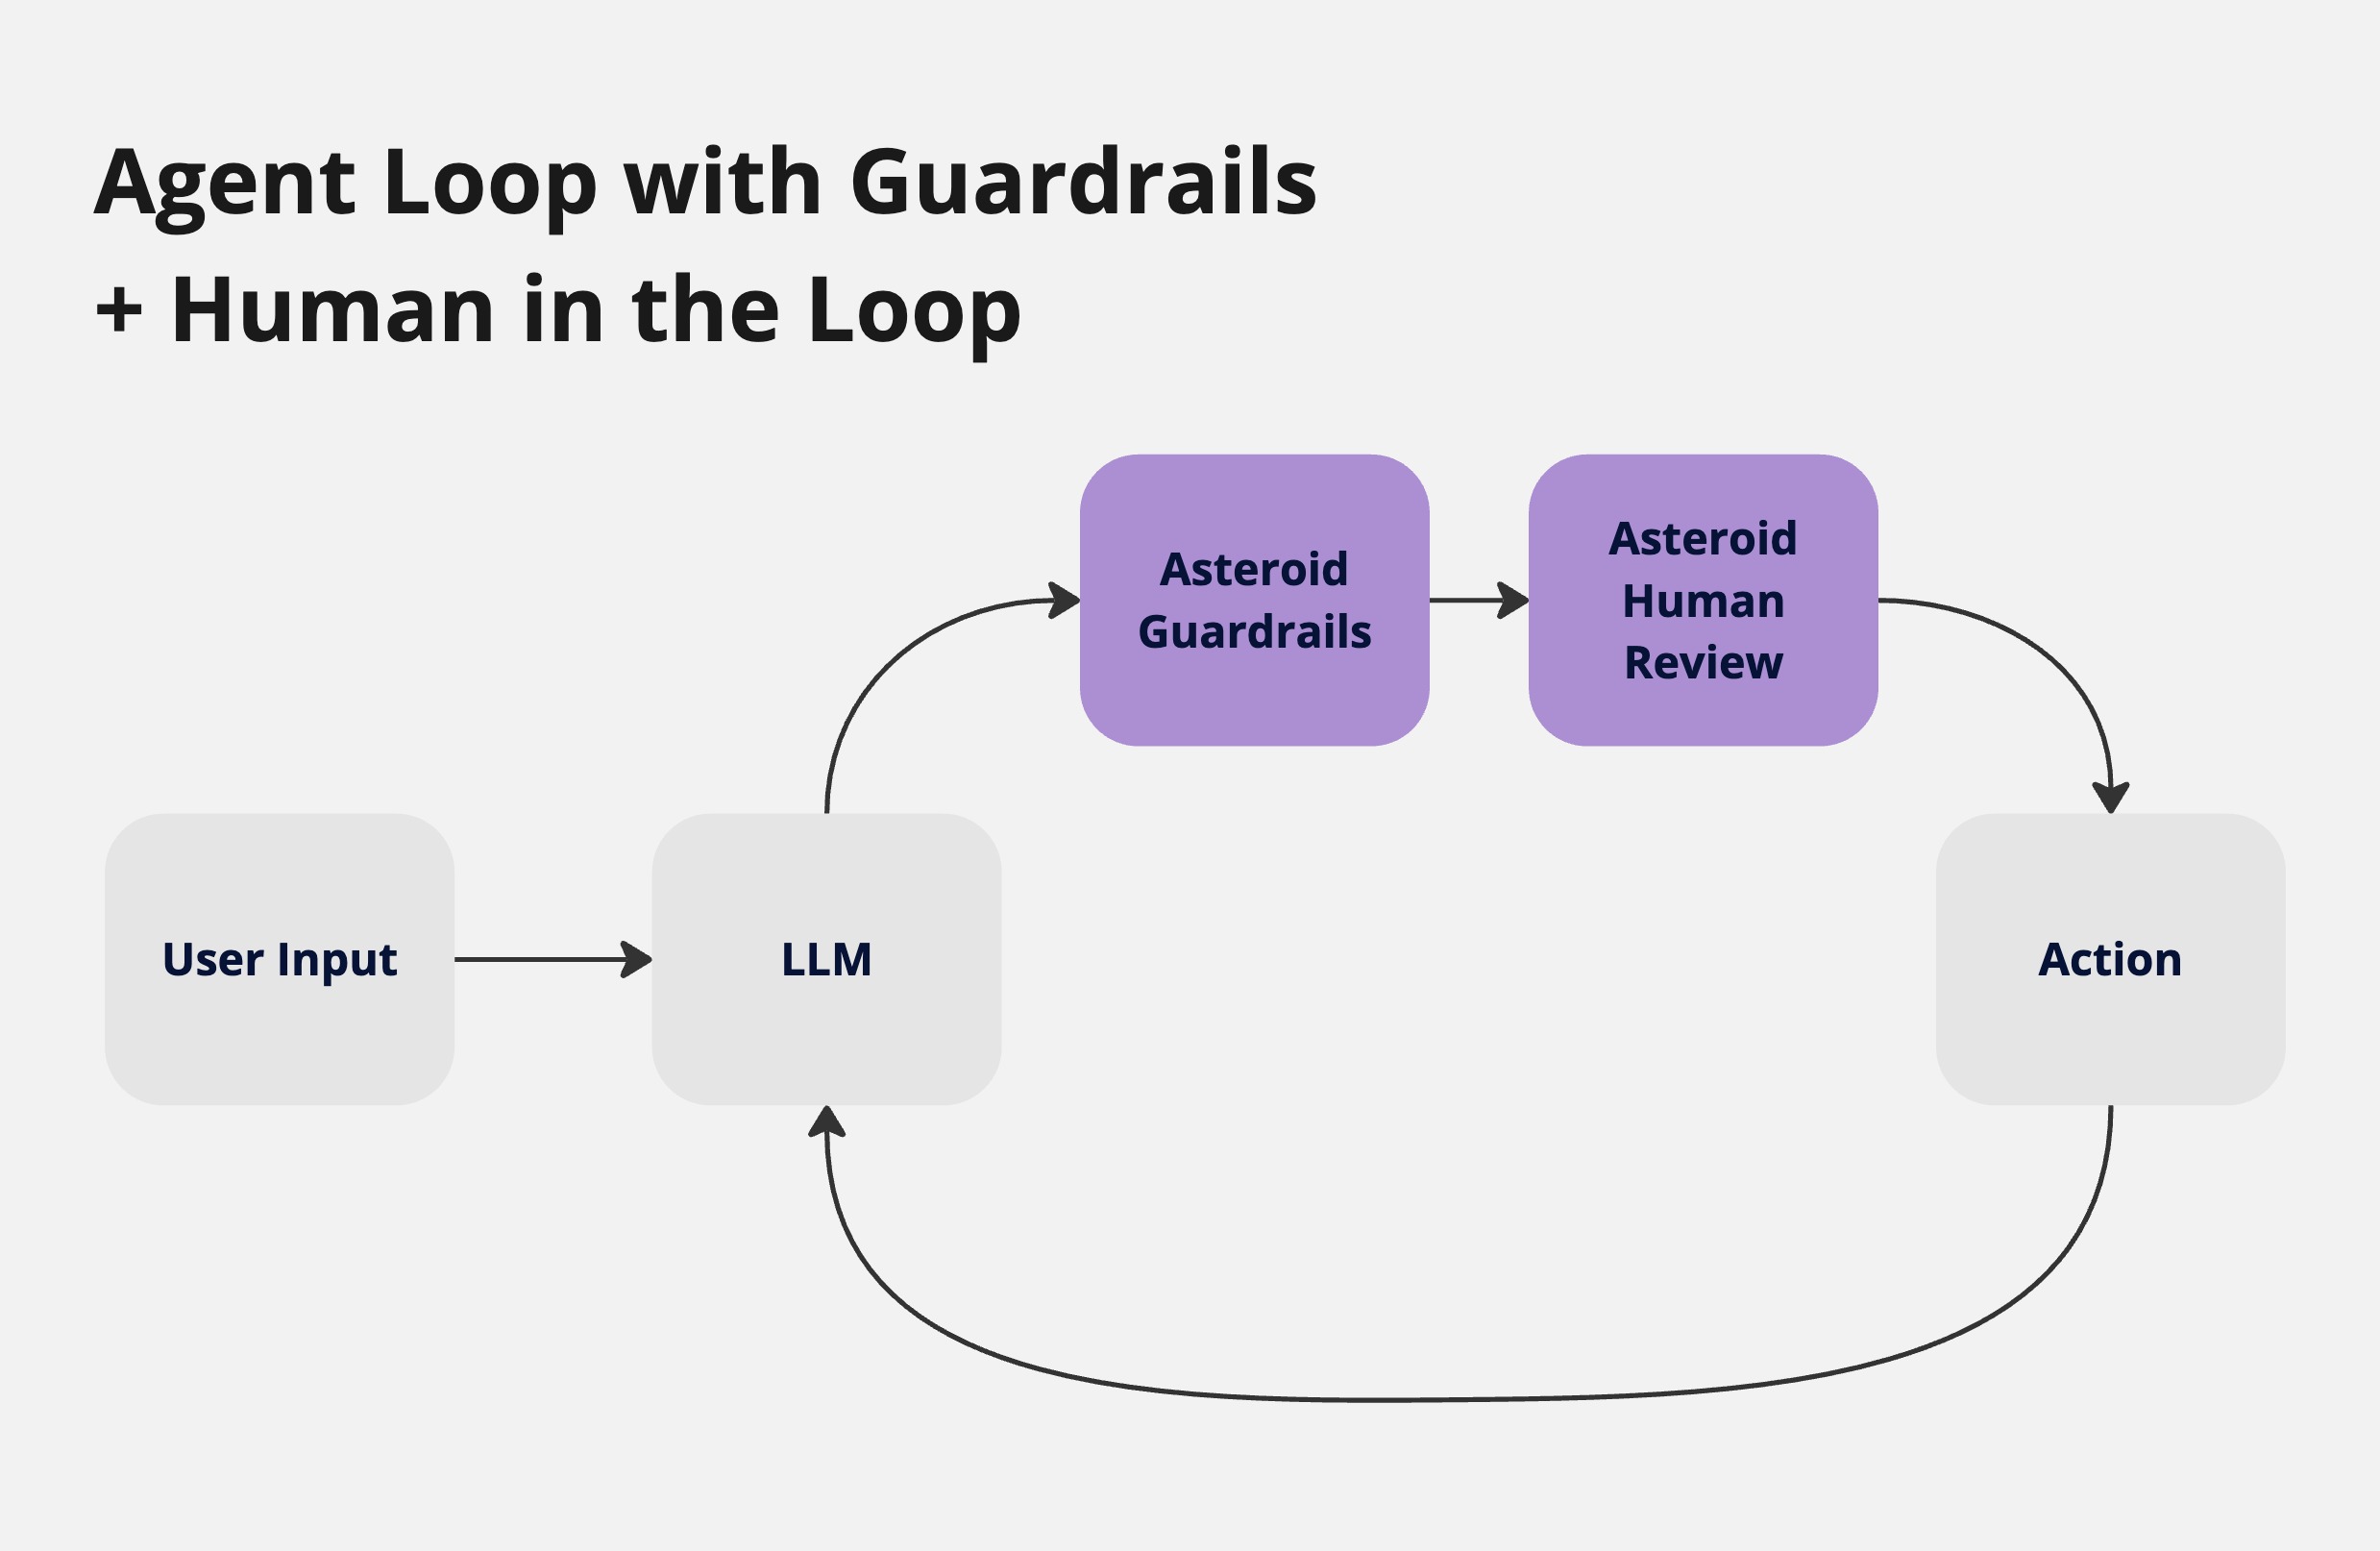 Agent Loop with Guardrails
+ Human in the Loop
Asteroid
Guardrails
Asteroid
Human
Review
User Input
LLM
Action